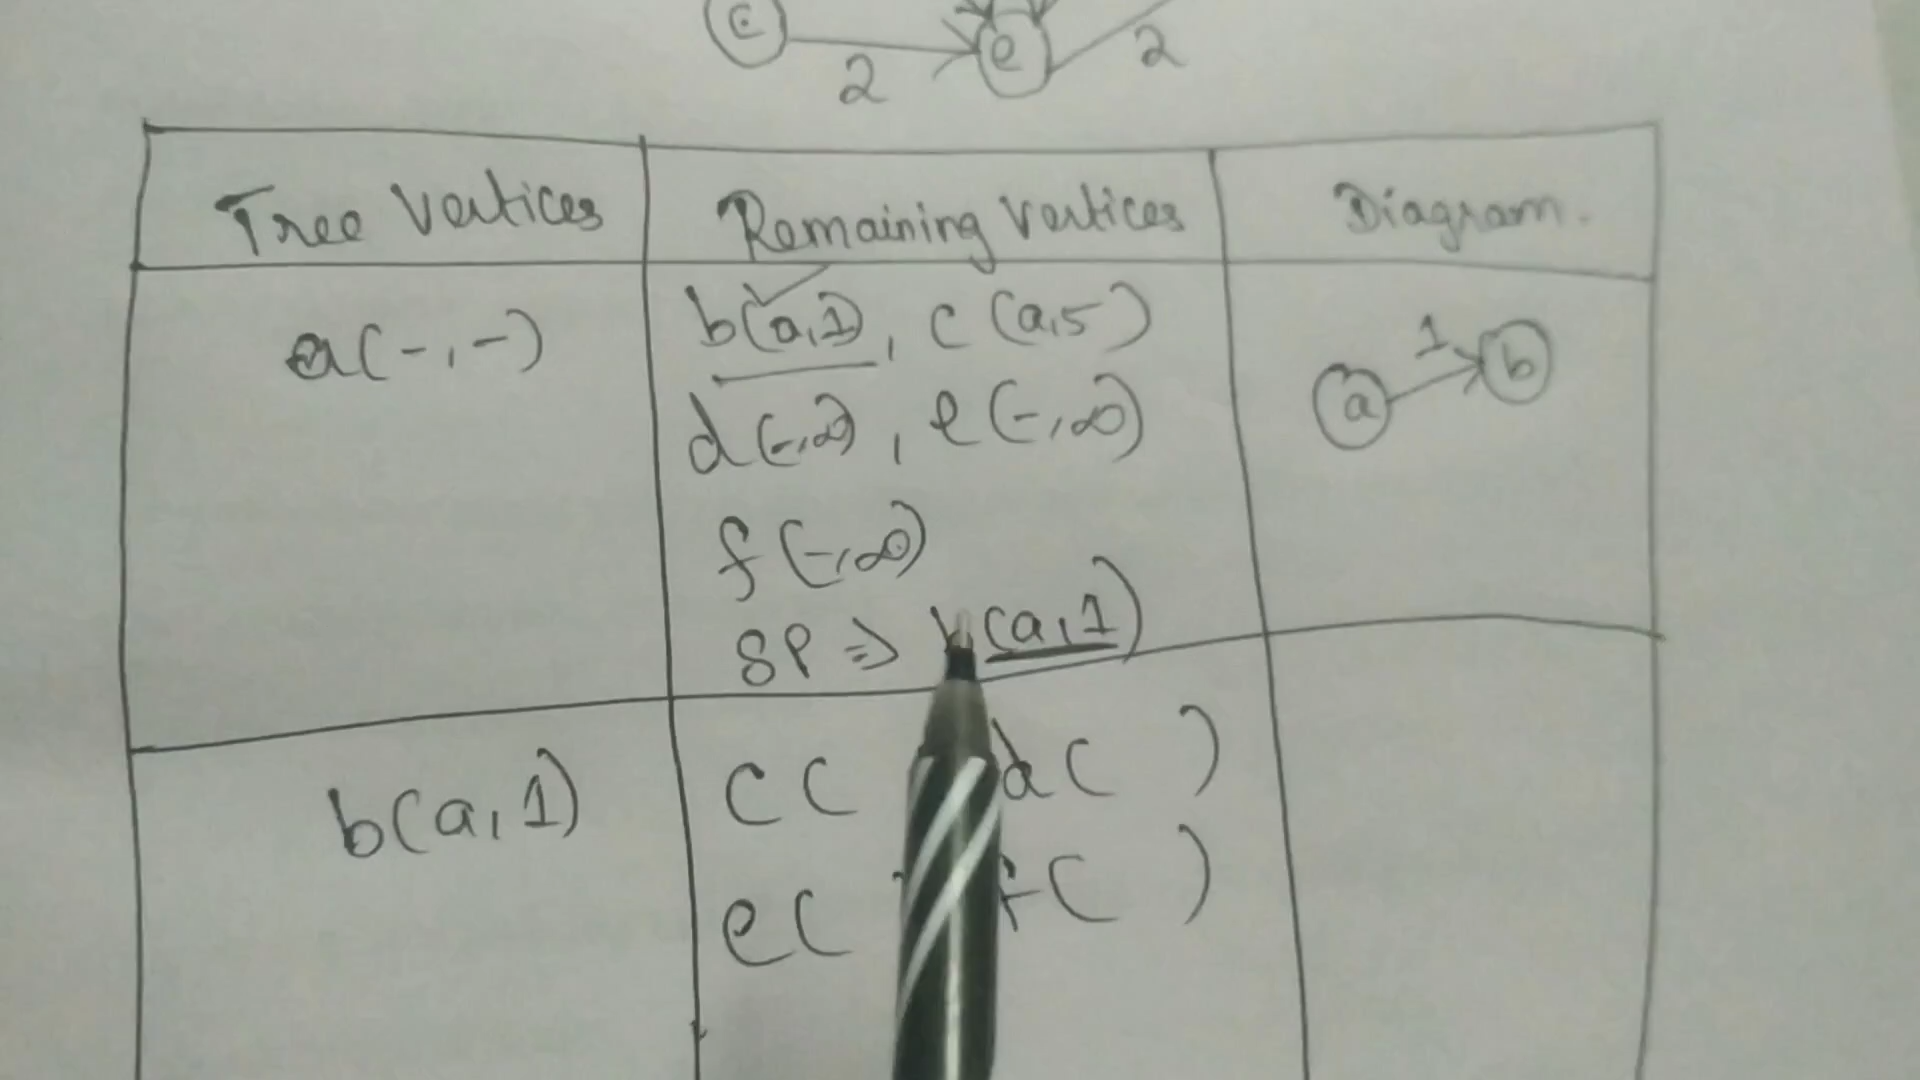 c e
2 2
Tree Vertices Remaining Vertices Diagram.
a(-,-) b(a,1), c(a,5)
d(-,∞), e(-,∞)
f(-,∞)
SP ⇒ b(a,1)
a 1 b
b(a,1) c( d( )
e( f( )